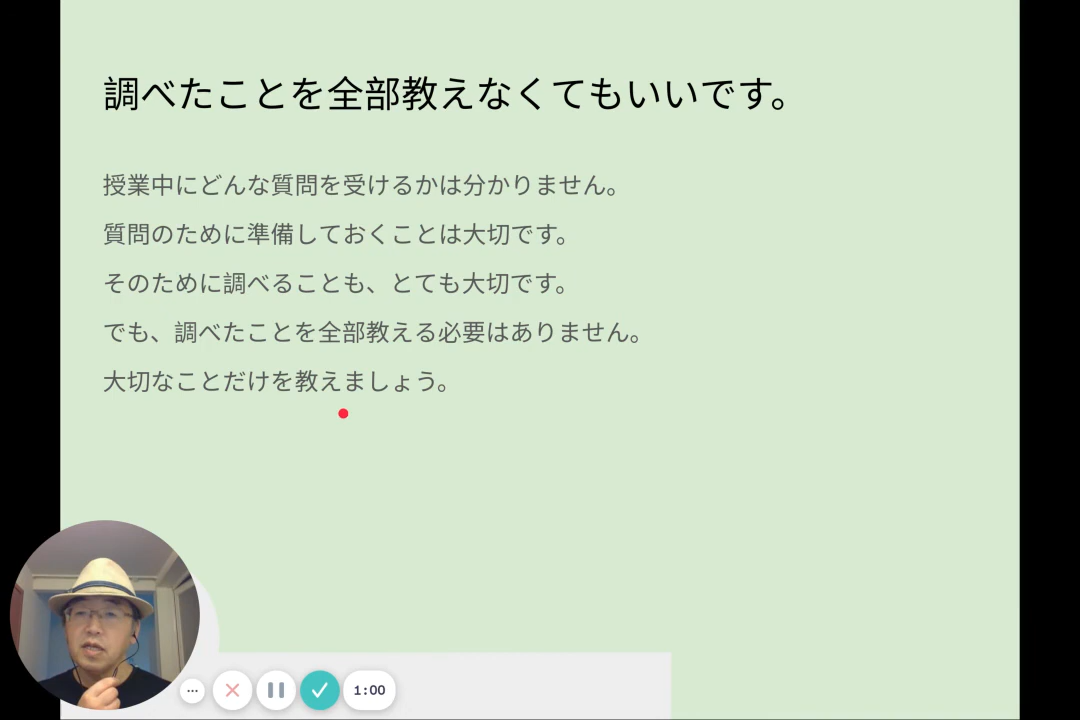 調べたことを全部教えなくてもいいです。
授業中にどんな質問を受けるかは分かりません。
質問のために準備しておくことは大切です。
そのために調べることも、とても大切です。
でも、調べたことを全部教える必要はありません。
大切なことだけを教えましょう。
1:00